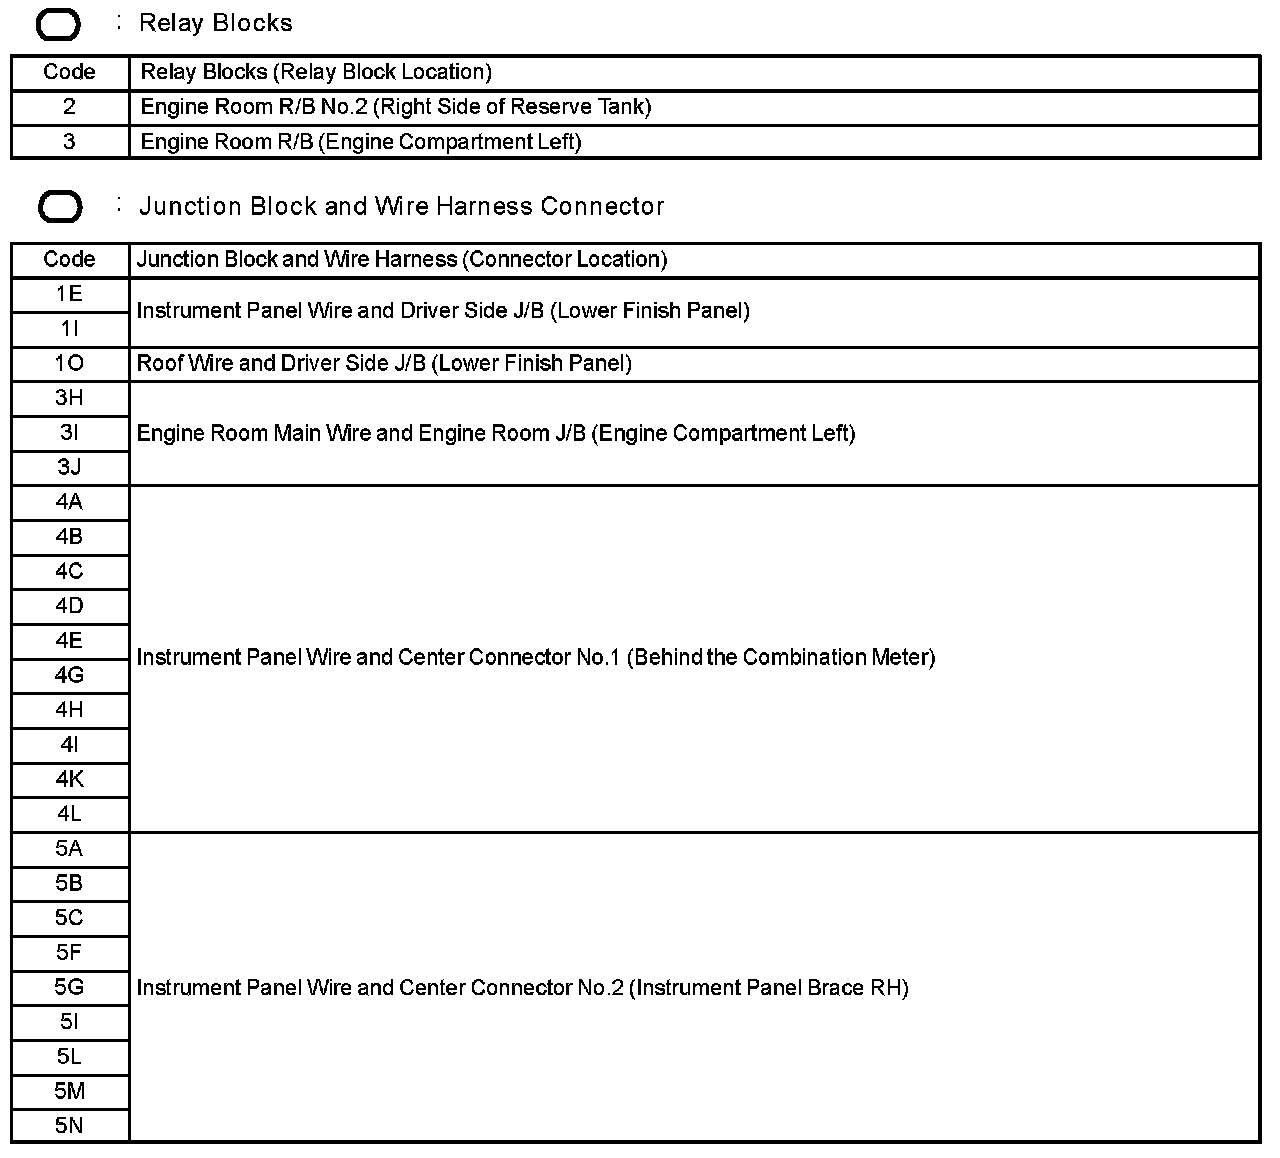 : Relay Blocks
Code Relay Blocks (Relay Block Location)
2 Engine Room R/B No.2 (Right Side of Reserve Tank)
3 Engine Room R/B (Engine Compartment Left)
: Junction Block and Wire Harness Connector
Code Junction Block and Wire Harness (Connector Location)
1E
Instrument Panel Wire and Driver Side J/B (Lower Finish Panel)
1I
1O Roof Wire and Driver Side J/B (Lower Finish Panel)
3H
3I Engine Room Main Wire and Engine Room J/B (Engine Compartment Left)
3J
4A
4B
4C
4D
4E
Instrument Panel Wire and Center Connector No.1 (Behind the Combination Meter)
4G
4H
4I
4K
4L
5A
5B
5C
5F
5G Instrument Panel Wire and Center Connector No.2 (Instrument Panel Brace RH)
5I
5L
5M
5N